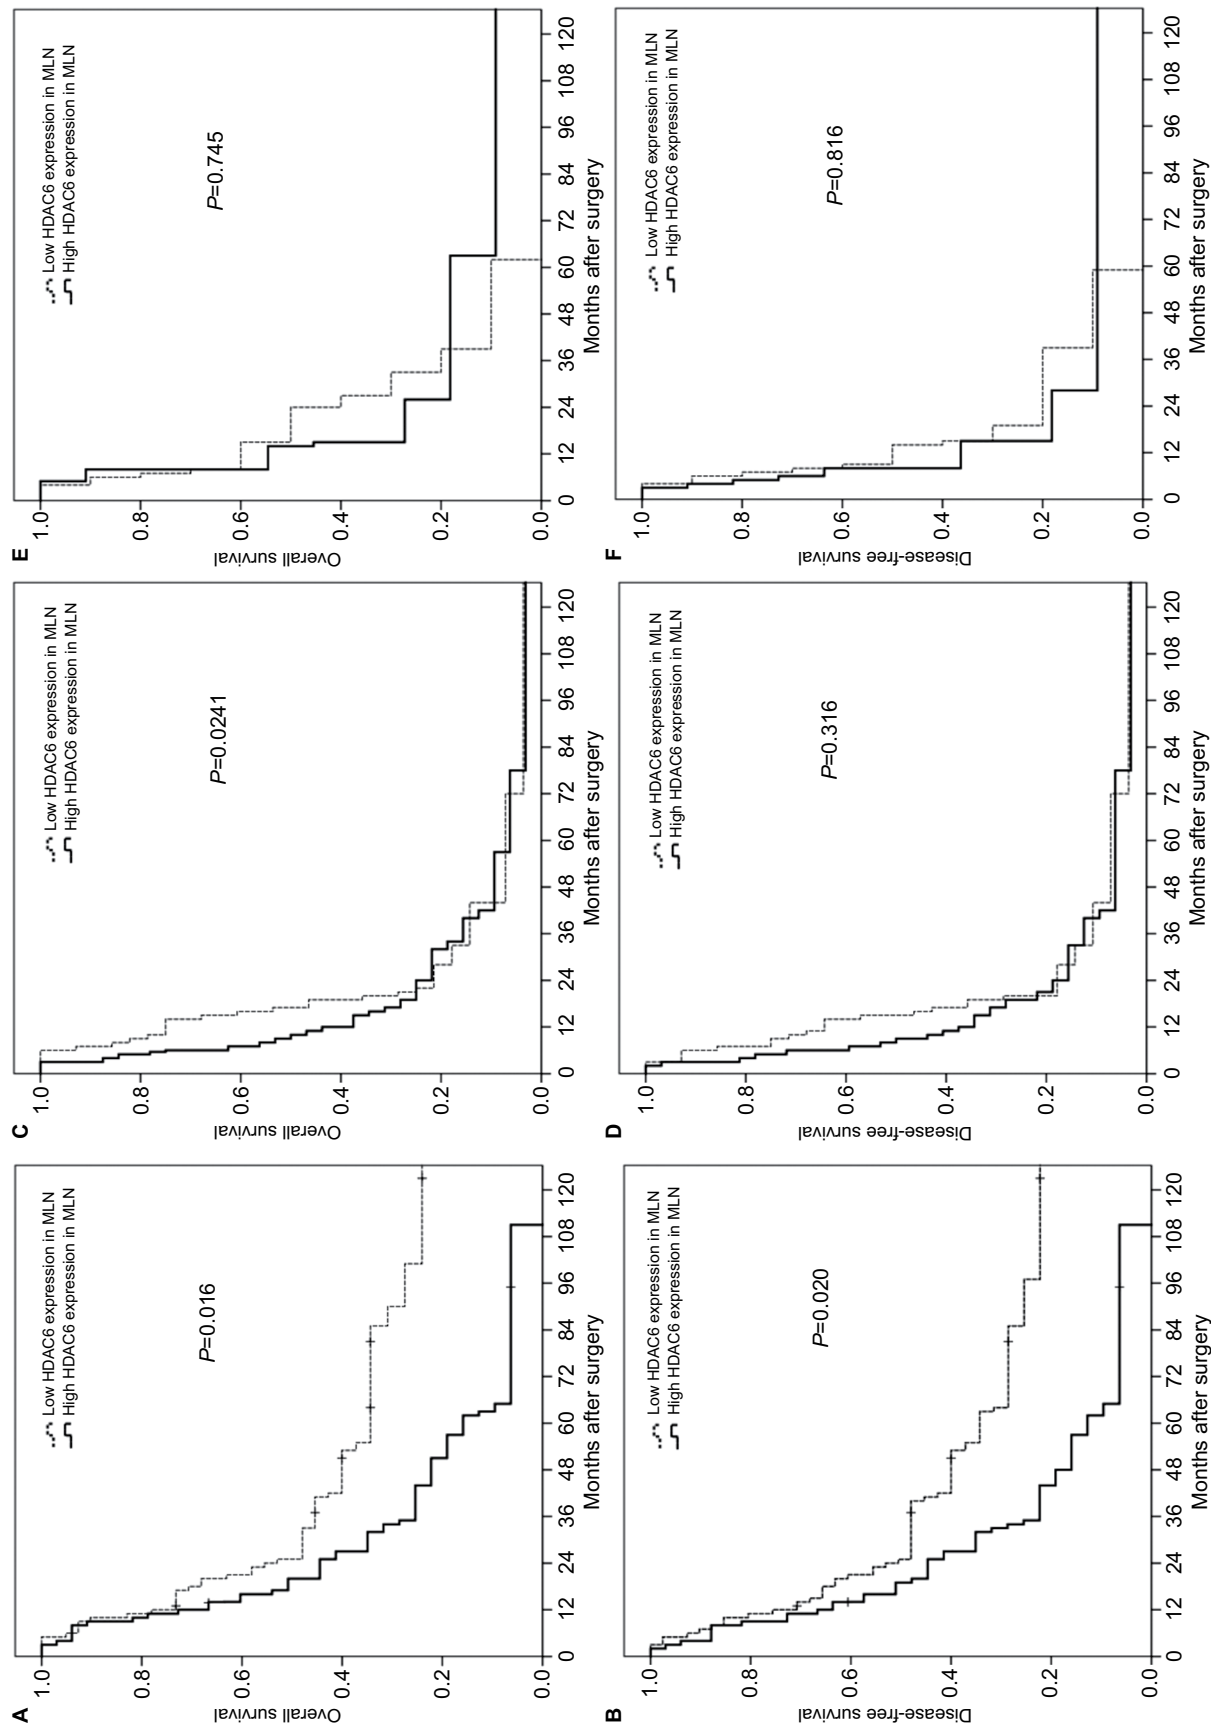 A
Overall survival
1.0
0.8
0.6
0.4
0.2
0.0
Low HDAC6 expression in MLN
High HDAC6 expression in MLN
P=0.016
0 12 24 36 48 60 72 84 96 108 120
Months after surgery
C
Overall survival
1.0
0.8
0.6
0.4
0.2
0.0
Low HDAC6 expression in MLN
High HDAC6 expression in MLN
P=0.0241
0 12 24 36 48 60 72 84 96 108 120
Months after surgery
E
Overall survival
1.0
0.8
0.6
0.4
0.2
0.0
Low HDAC6 expression in MLN
High HDAC6 expression in MLN
P=0.745
0 12 24 36 48 60 72 84 96 108 120
Months after surgery
B
Disease-free survival
1.0
0.8
0.6
0.4
0.2
0.0
Low HDAC6 expression in MLN
High HDAC6 expression in MLN
P=0.020
0 12 24 36 48 60 72 84 96 108 120
Months after surgery
D
Disease-free survival
1.0
0.8
0.6
0.4
0.2
0.0
Low HDAC6 expression in MLN
High HDAC6 expression in MLN
P=0.316
0 12 24 36 48 60 72 84 96 108 120
Months after surgery
F
Disease-free survival
1.0
0.8
0.6
0.4
0.2
0.0
Low HDAC6 expression in MLN
High HDAC6 expression in MLN
P=0.816
0 12 24 36 48 60 72 84 96 108 120
Months after surgery